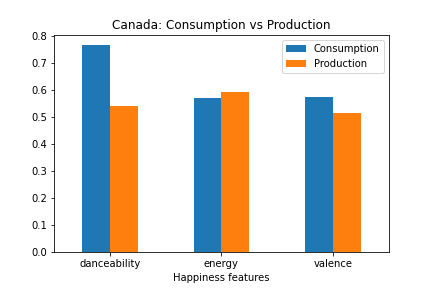 Canada: Consumption vs Production
Consumption
Production
0.8
0.7
0.6
0.5
0.4
0.3
0.2
0.1
0.0
danceability energy valence
Happiness features